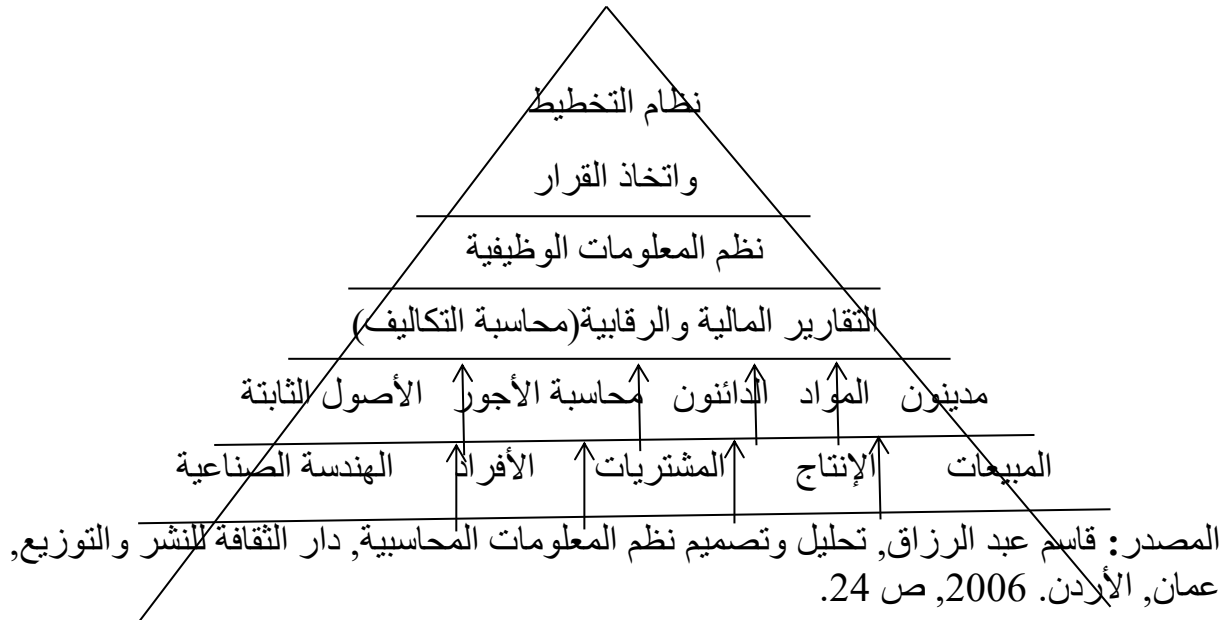 نظام التخطيط
واتخاذ القرار
نظم المعلومات الوظيفية
التقارير المالية والرقابية(محاسبة التكاليف)
مدينون المواد الدائنون محاسبة الأجور الأصول الثابتة
المبيعات الإنتاج المشتريات الأفراد الهندسة الصناعية
المصدر: قاسم عبد الرزاق, تحليل وتصميم نظم المعلومات المحاسبية, دار الثقافة للنشر والتوزيع,
عمان, الأردن. 2006, ص 24.